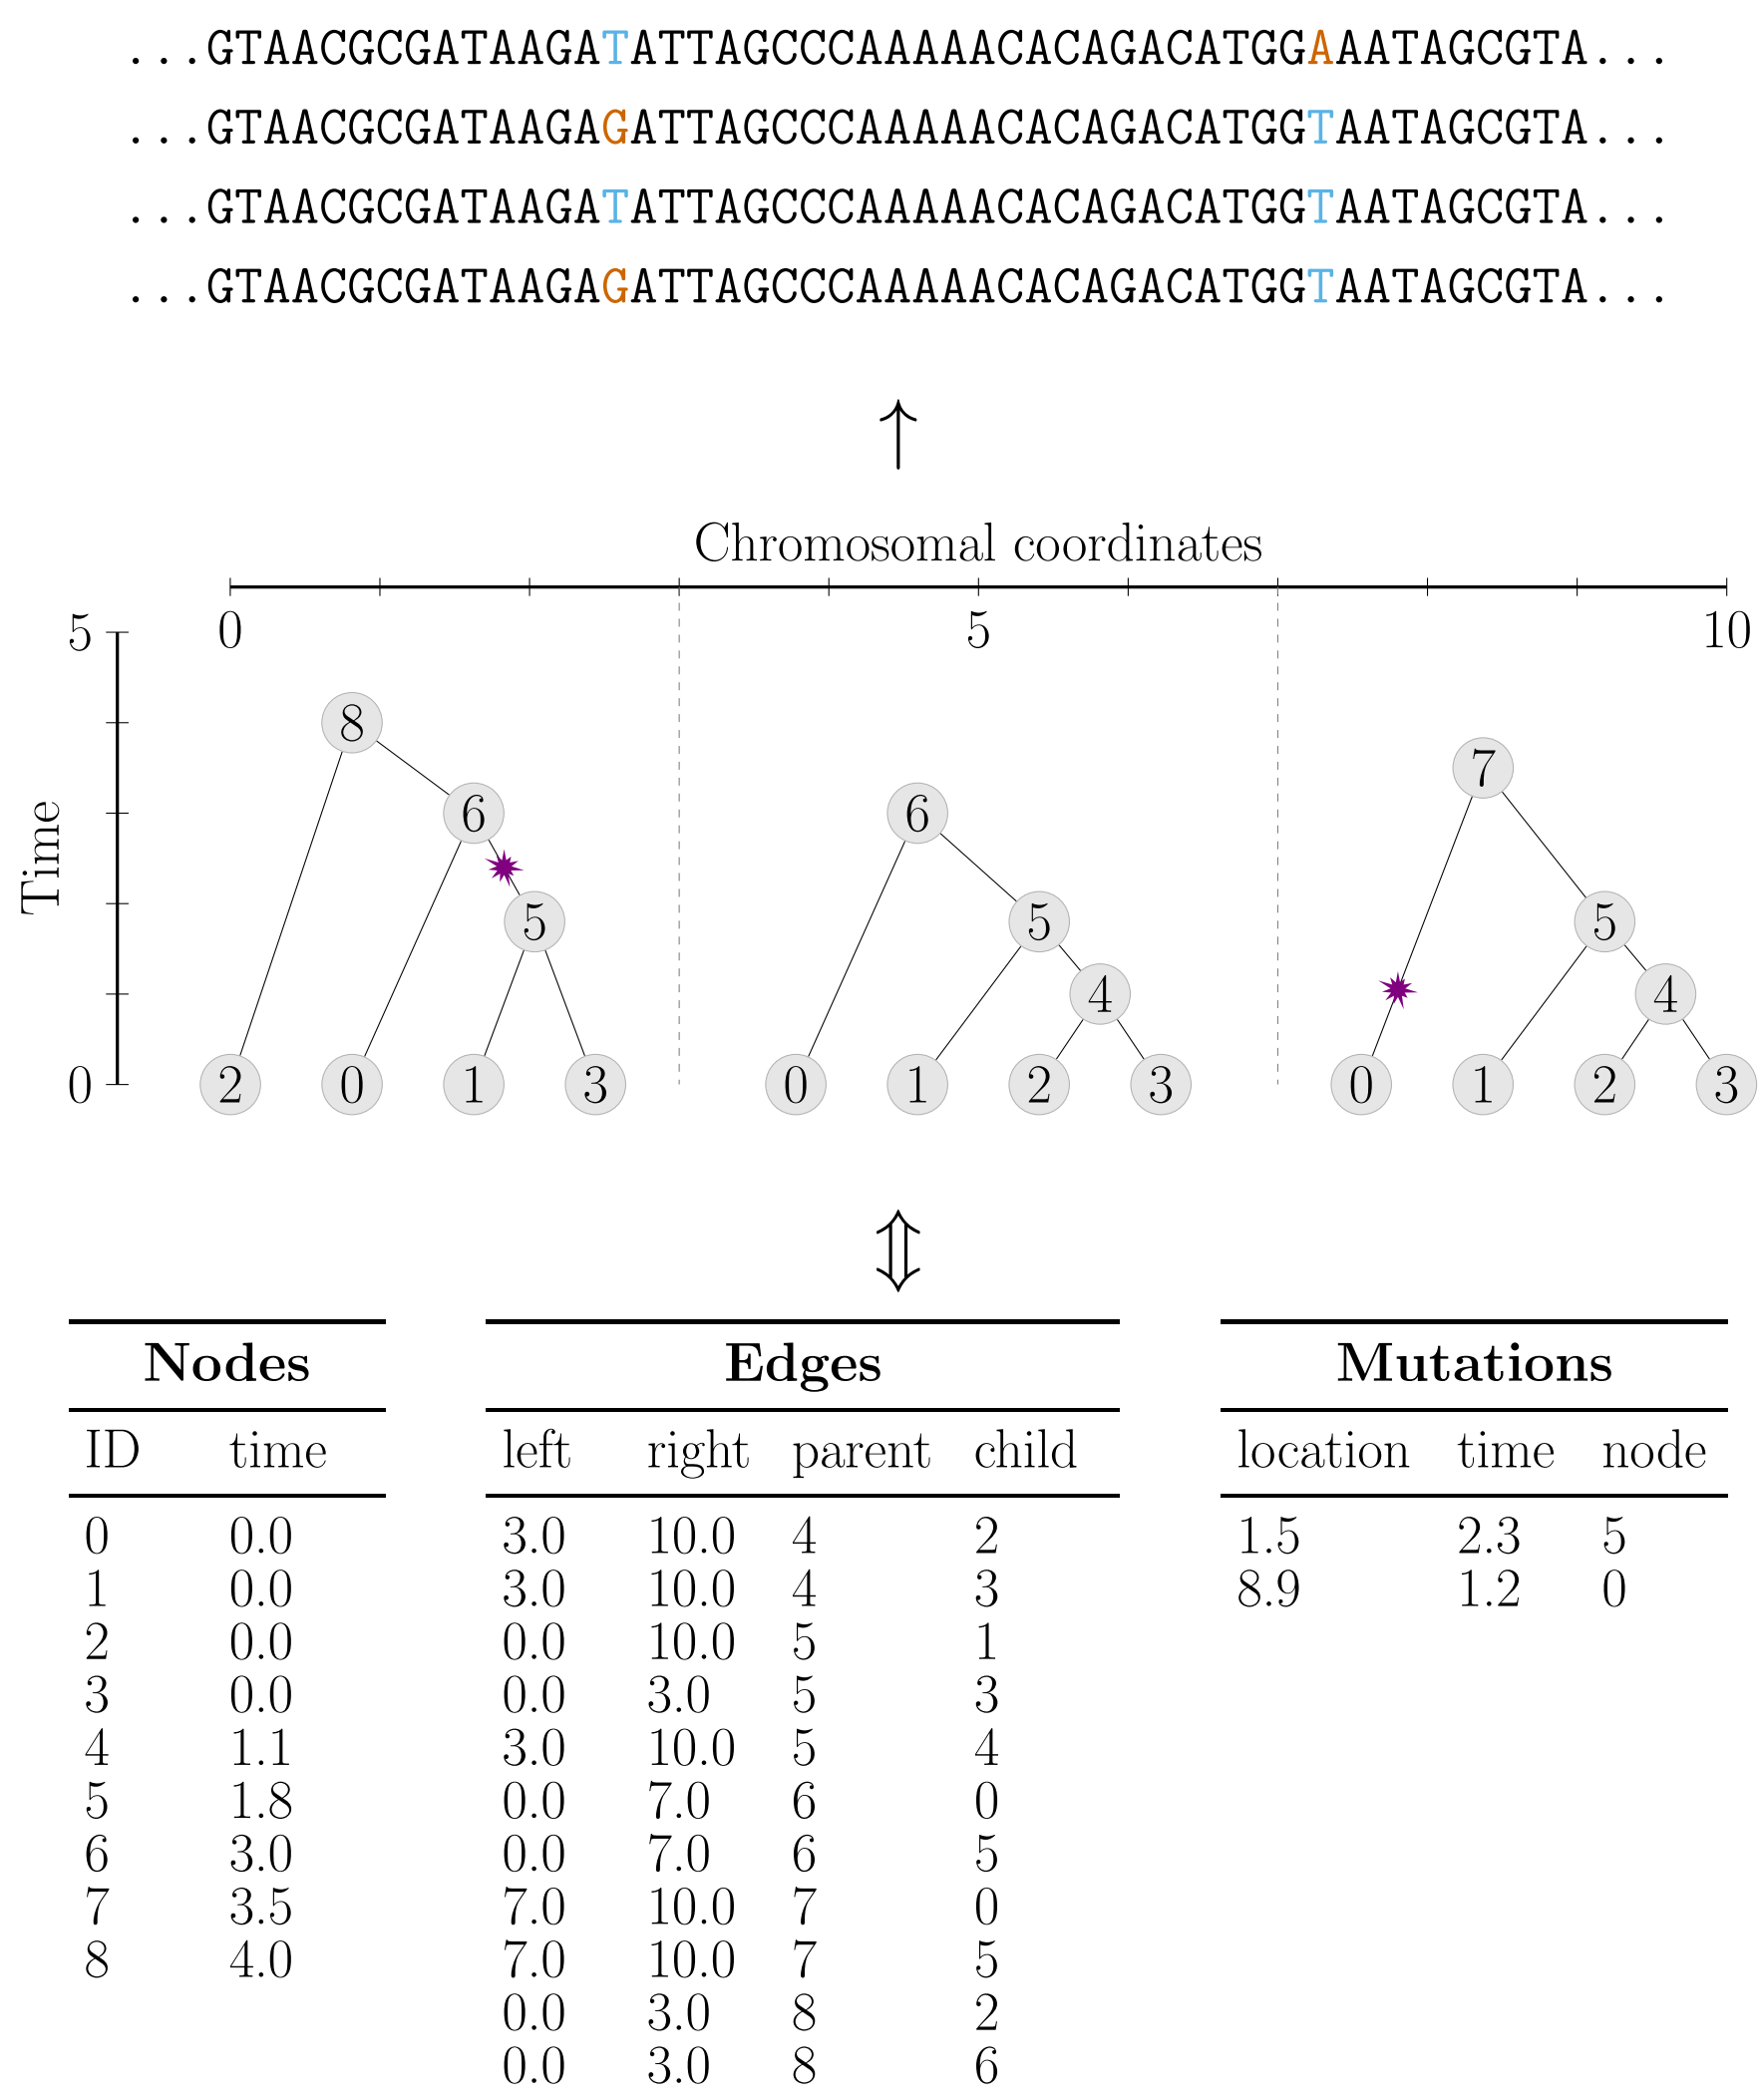 ...GTAACGCGATAAGATATTAGCCCAAAAACACAGACATGGAAATAGCGTA...
...GTAACGCGATAAGAGATTAGCCCAAAAACACAGACATGGTAATAGCGTA...
...GTAACGCGATAAGATATTAGCCCAAAAACACAGACATGGTAATAGCGTA...
...GTAACGCGATAAGAGATTAGCCCAAAAACACAGACATGGTAATAGCGTA...
↑
Chromosomal coordinates
0 5 10
5
Time
0
8
6
5
2 0 1 3
6
5
4
0 1 2 3
7
5
4
0 1 2 3
⇕
Nodes
ID time
0 0.0
1 0.0
2 0.0
3 0.0
4 1.1
5 1.8
6 3.0
7 3.5
8 4.0
Edges
left right parent child
3.0 10.0 4 2
3.0 10.0 4 3
0.0 10.0 5 1
0.0 3.0 5 3
3.0 10.0 5 4
0.0 7.0 6 0
0.0 7.0 6 5
7.0 10.0 7 0
7.0 10.0 7 5
0.0 3.0 8 2
0.0 3.0 8 6
Mutations
location time node
1.5 2.3 5
8.9 1.2 0